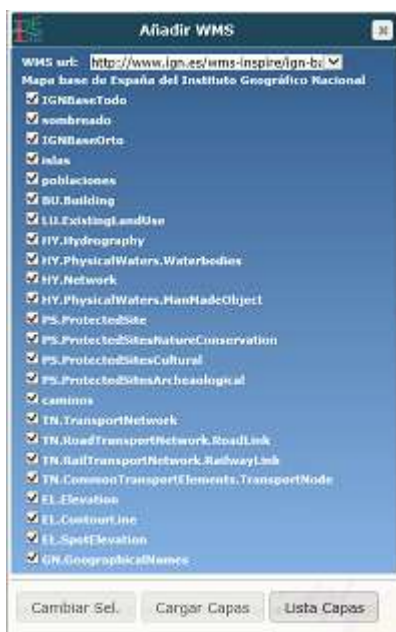 Añadir WMS
WMS url: http://www.ign.es/wms-inspire/ign-ba
Mapa base de España del Instituto Geográfico Nacional
IGNBaseTodo
sombreado
IGNBaseOrto
islas
poblaciones
BU.Building
LU.ExistingLandUse
HY.Hydrography
HY.PhysicalWaters.Waterbodies
HY.Network
HY.PhysicalWaters.ManMadeObject
PS.ProtectedSite
PS.ProtectedSitesNatureConservation
PS.ProtectedSitesCultural
PS.ProtectedSitesArcheaological
caminos
TN.TransportNetwork
TN.RoadTransportNetwork.RoadLink
TN.RailTransportNetwork.RailwayLink
TN.CommonTransportElements.TransportNode
EL.Elevation
EL.ContourLine
EL.SpotElevation
GN.GeographicalNames
Cambiar Sel. Cargar Capas Lista Capas